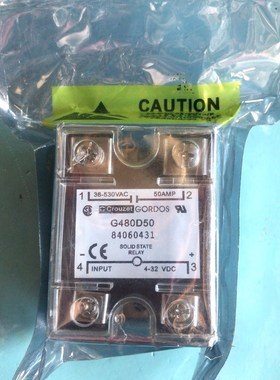 CAUTION
1 36-530VAC 50AMP 2
Crouzet GORDOS
G480D50
84060431
SOLID STATE
RELAY
CE
4 INPUT 4-32 VDC 3